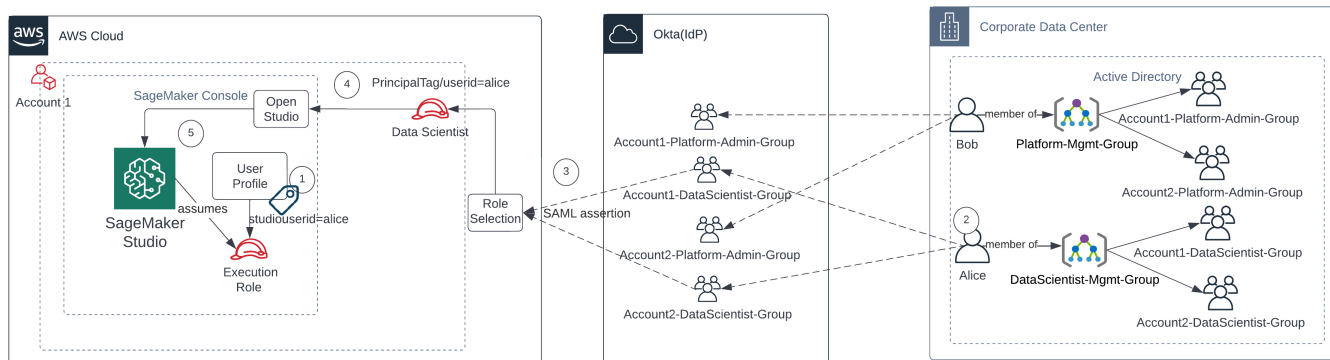 aws
AWS Cloud
Account 1
SageMaker Console
4
PrincipalTag/userid=alice
Open
Studio
Data Scientist
5
SageMaker
Studio
User
Profile
1
studiouserid=alice
assumes
Execution
Role
Role
Selection
3
SAML assertion
Okta(IdP)
Account1-Platform-Admin-Group
Account1-DataScientist-Group
Account2-Platform-Admin-Group
Account2-DataScientist-Group
Corporate Data Center
Active Directory
Bob
member of
Platform-Mgmt-Group
Account1-Platform-Admin-Group
Account2-Platform-Admin-Group
2
Alice
member of
DataScientist-Mgmt-Group
Account1-DataScientist-Group
Account2-DataScientist-Group